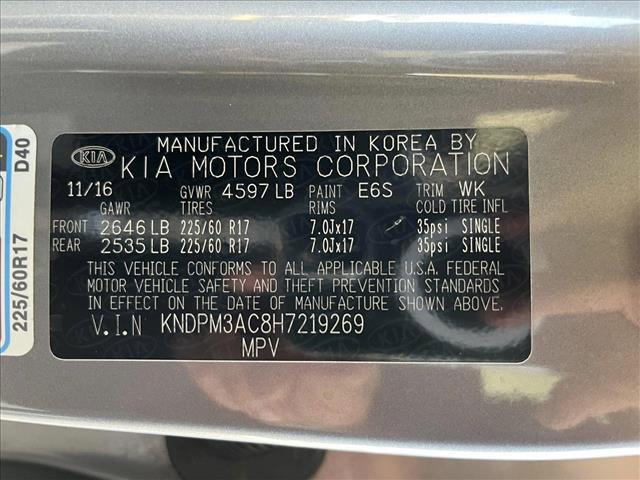 MANUFACTURED IN KOREA BY
KIA KIA MOTORS CORPORATION
11/16 GVWR 4597 LB PAINT E6S TRIM WK
GAWR TIRES RIMS COLD TIRE INFL
FRONT 2646 LB 225/60 R17 7.0Jx17 35psi SINGLE
REAR 2535 LB 225/60 R17 7.0Jx17 35psi SINGLE
THIS VEHICLE CONFORMS TO ALL APPLICABLE U.S.A. FEDERAL
MOTOR VEHICLE SAFETY AND THEFT PREVENTION STANDARDS
IN EFFECT ON THE DATE OF MANUFACTURE SHOWN ABOVE.
V.I.N KNDPM3AC8H7219269
MPV
D40
225/60R17